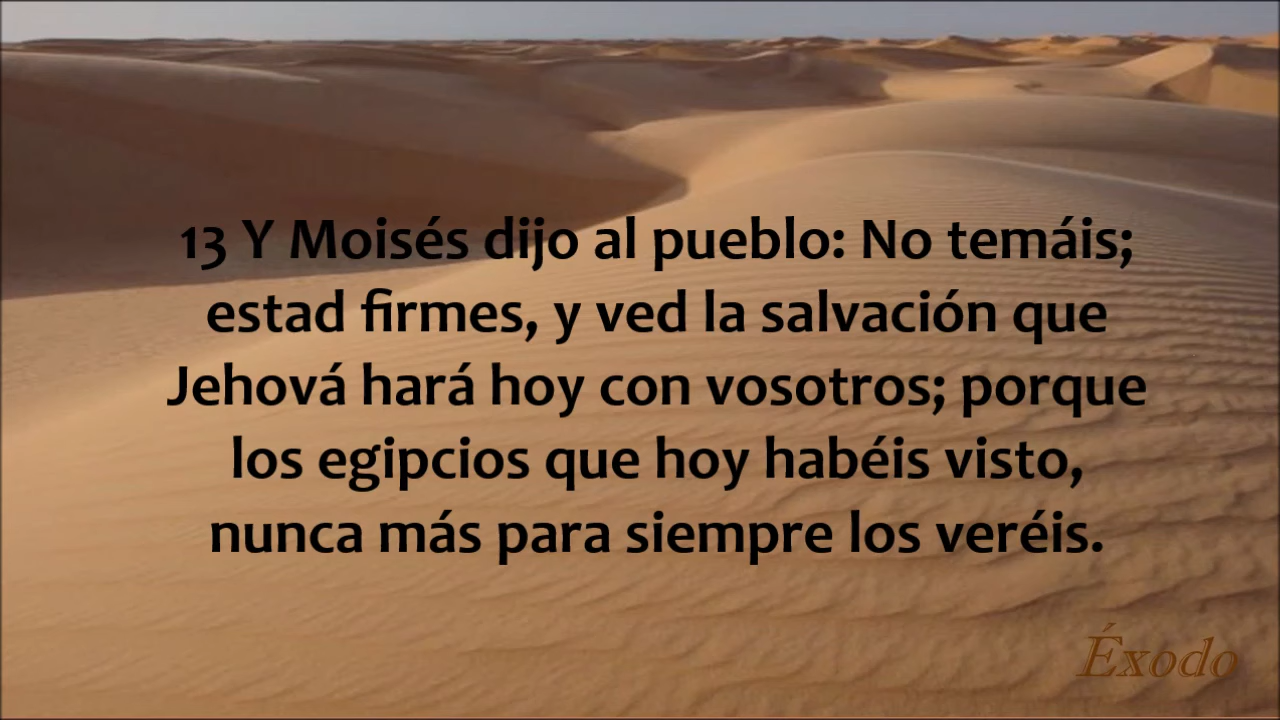 13 Y Moisés dijo al pueblo: No temáis;
estad firmes, y ved la salvación que
Jehová hará hoy con vosotros; porque
los egipcios que hoy habéis visto,
nunca más para siempre los veréis.
Éxodo